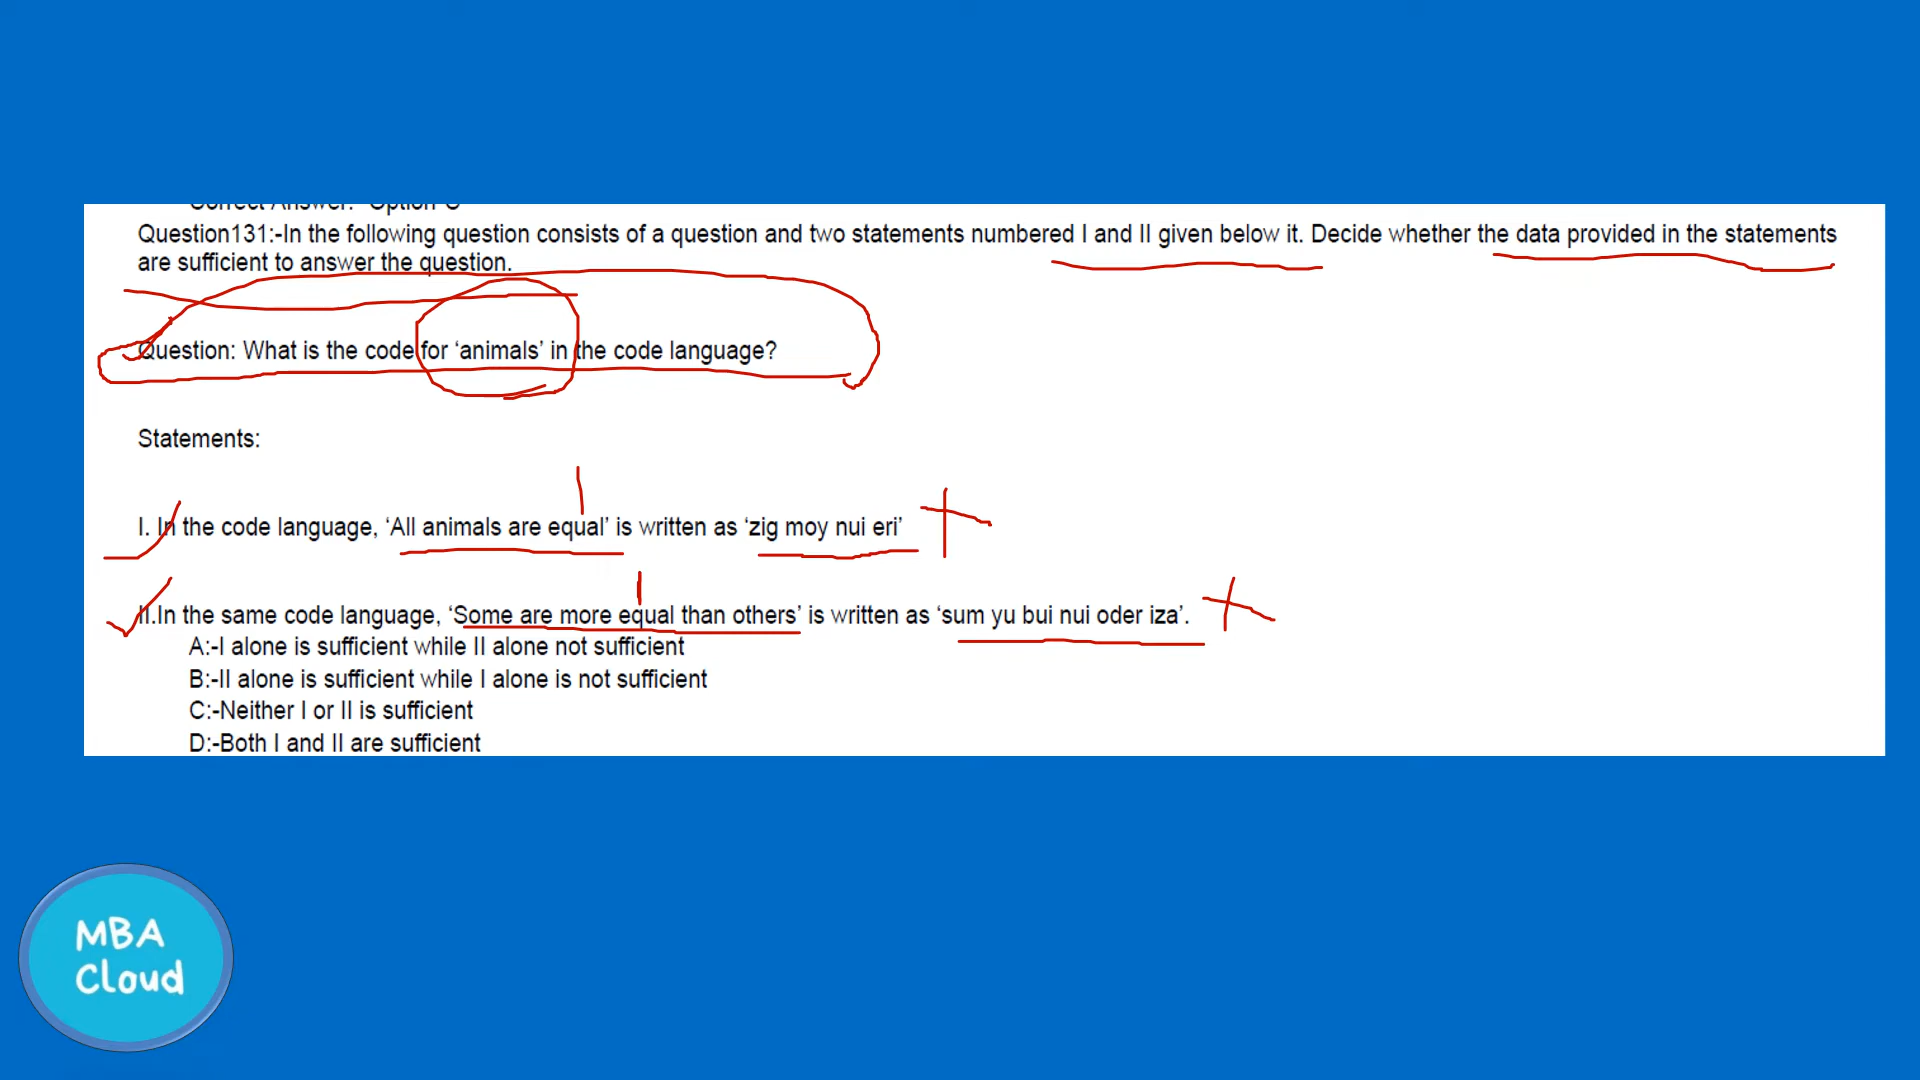 Correct Answer:- Option-C
Question131:-In the following question consists of a question and two statements numbered I and II given below it. Decide whether the data provided in the statements
are sufficient to answer the question.
Question: What is the code for ‘animals’ in the code language?
Statements:
I. In the code language, ‘All animals are equal’ is written as ‘zig moy nui eri’
II.In the same code language, ‘Some are more equal than others’ is written as ‘sum yu bui nui oder iza’.
A:-I alone is sufficient while II alone not sufficient
B:-II alone is sufficient while I alone is not sufficient
C:-Neither I or II is sufficient
D:-Both I and II are sufficient
MBA
Cloud